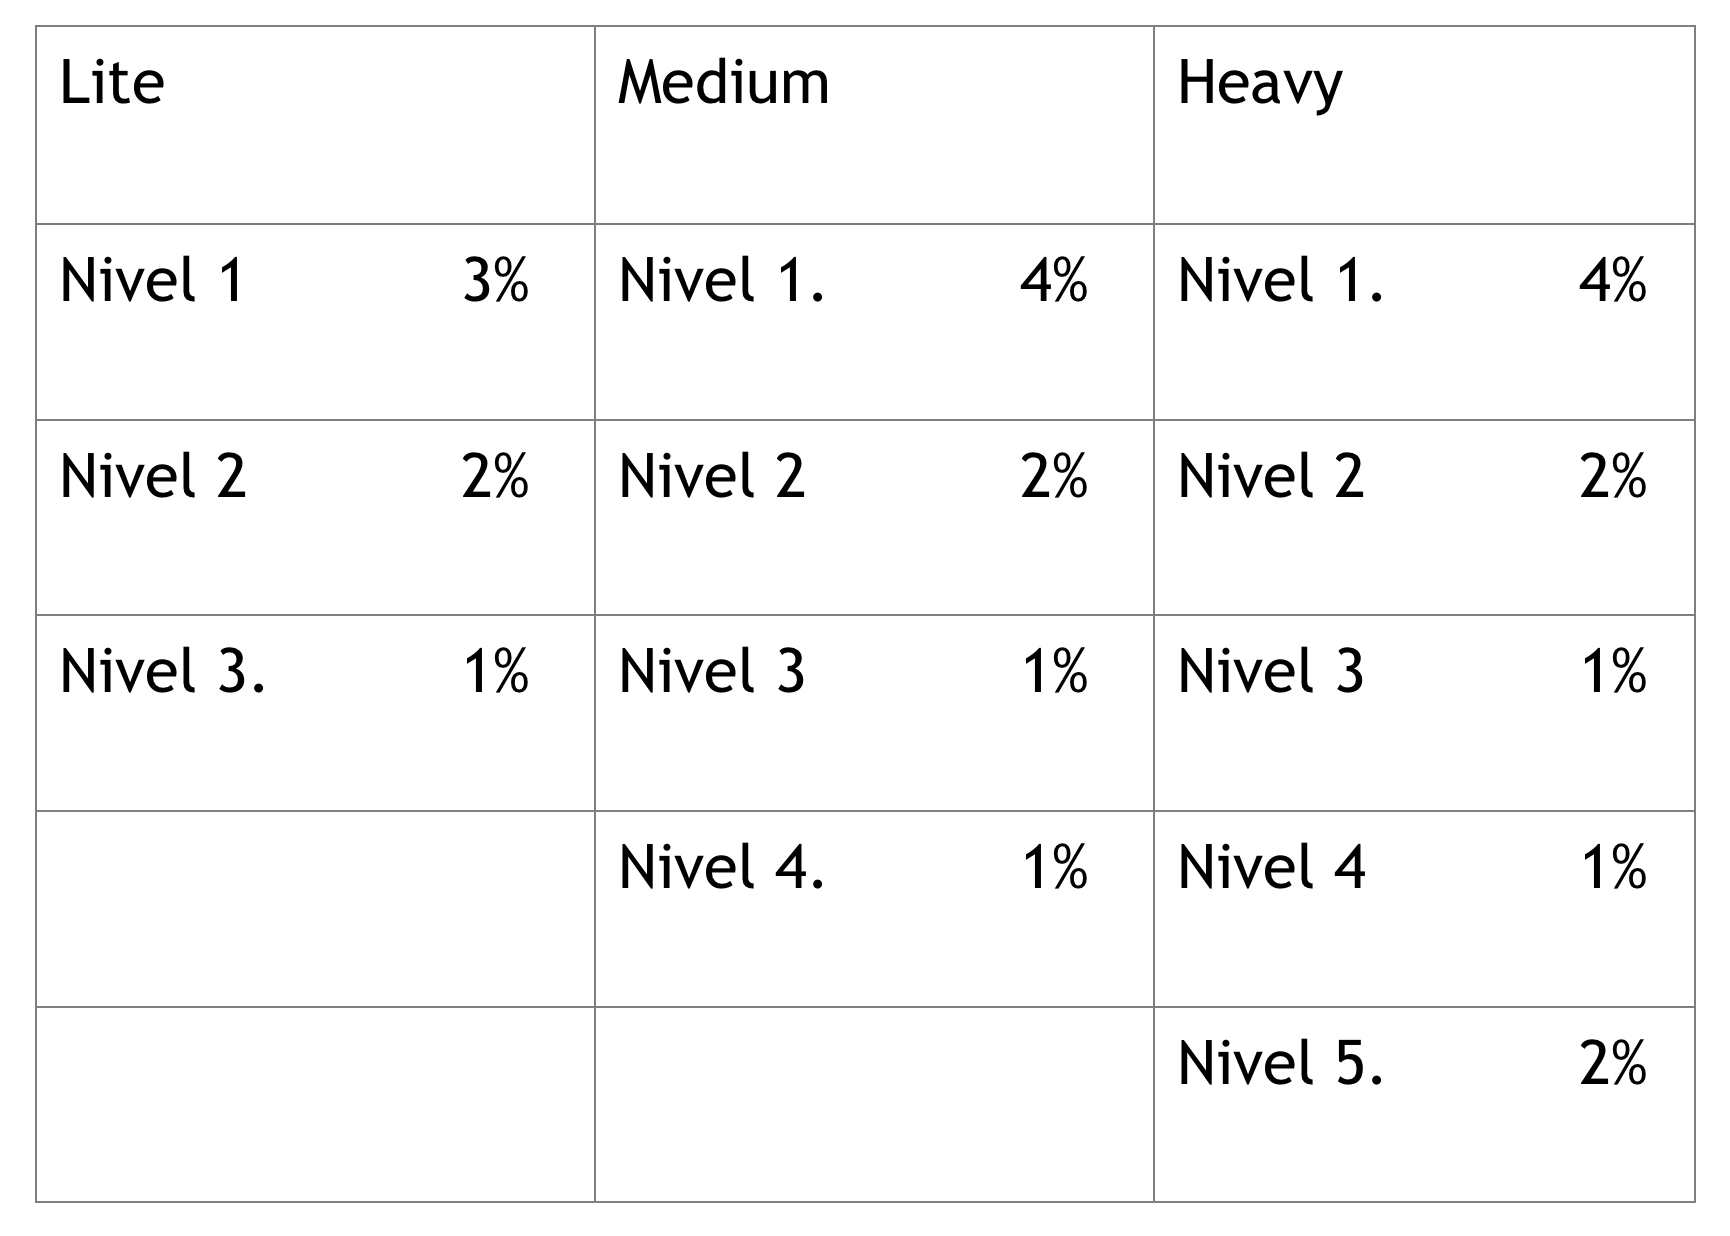 Lite Medium Heavy
Nivel 1 3% Nivel 1. 4% Nivel 1. 4%
Nivel 2 2% Nivel 2 2% Nivel 2 2%
Nivel 3. 1% Nivel 3 1% Nivel 3 1%
Nivel 4. 1% Nivel 4 1%
Nivel 5. 2%